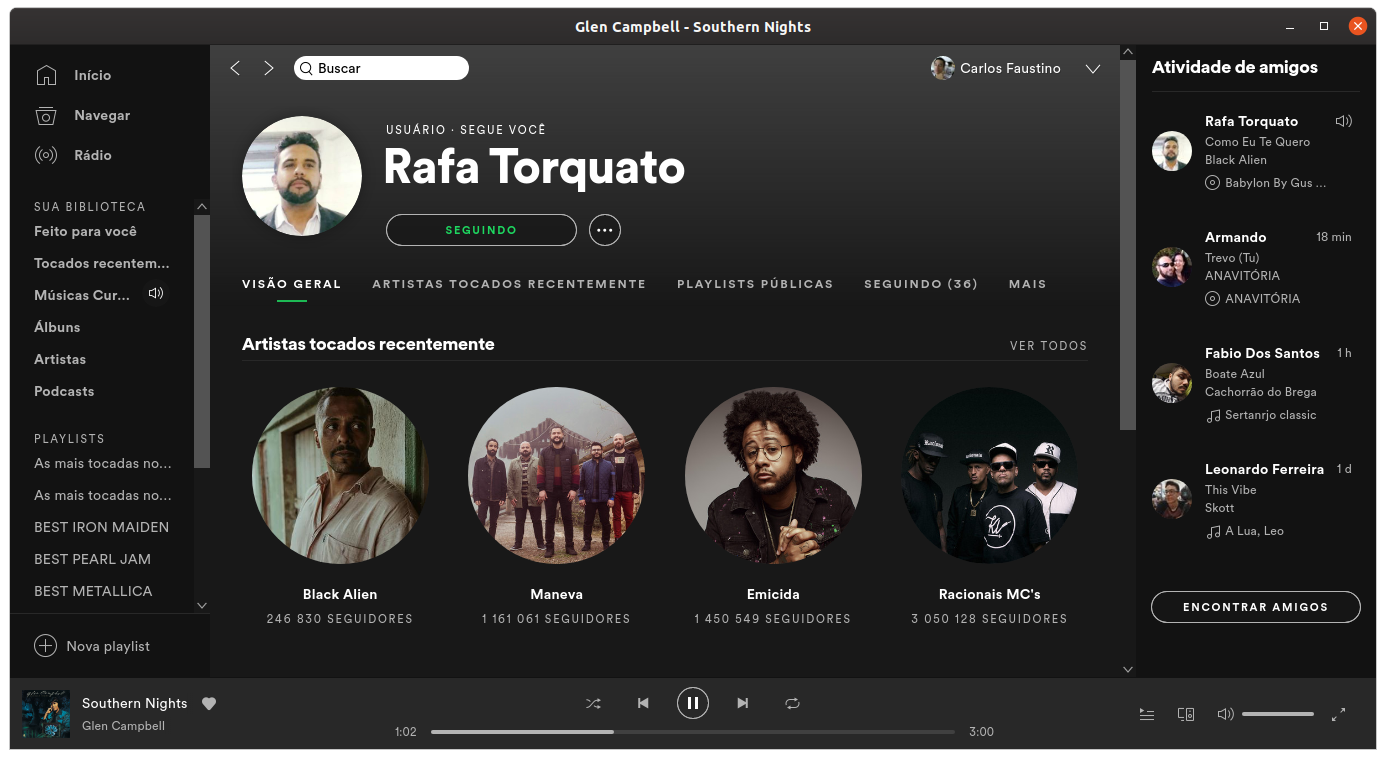 Glen Campbell - Southern Nights
Início
Navegar
Rádio
SUA BIBLIOTECA
Feito para você
Tocados recentem...
Músicas Cur...
Álbuns
Artistas
Podcasts
PLAYLISTS
As mais tocadas no...
As mais tocadas no...
BEST IRON MAIDEN
BEST PEARL JAM
BEST METALLICA
Nova playlist
Buscar
Carlos Faustino
USUÁRIO · SEGUE VOCÊ
Rafa Torquato
SEGUINDO
VISÃO GERAL ARTISTAS TOCADOS RECENTEMENTE PLAYLISTS PÚBLICAS SEGUINDO (36) MAIS
Artistas tocados recentemente VER TODOS
Black Alien
246 830 SEGUIDORES
Maneva
1 161 061 SEGUIDORES
Emicida
1 450 549 SEGUIDORES
Racionais MC's
3 050 128 SEGUIDORES
Atividade de amigos
Rafa Torquato
Como Eu Te Quero
Black Alien
Babylon By Gus ...
Armando 18 min
Trevo (Tu)
ANAVITÓRIA
ANAVITÓRIA
Fabio Dos Santos 1 h
Boate Azul
Cachorrão do Brega
Sertanrjo classic
Leonardo Ferreira 1 d
This Vibe
Skott
A Lua, Leo
ENCONTRAR AMIGOS
Southern Nights
Glen Campbell
1:02 3:00